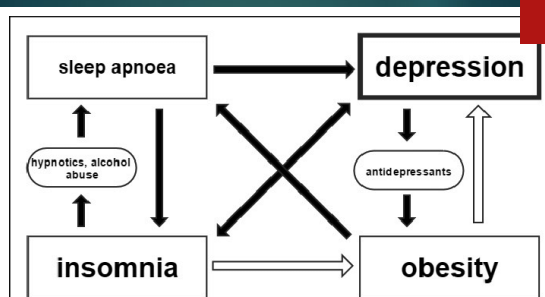 sleep apnoea
depression
hypnotics, alcohol
abuse
antidepressants
insomnia
obesity